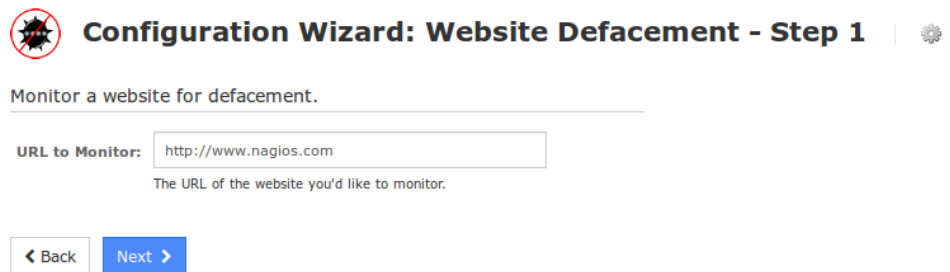 Configuration Wizard: Website Defacement - Step 1
Monitor a website for defacement.
URL to Monitor: http://www.nagios.com
The URL of the website you'd like to monitor.
Back Next